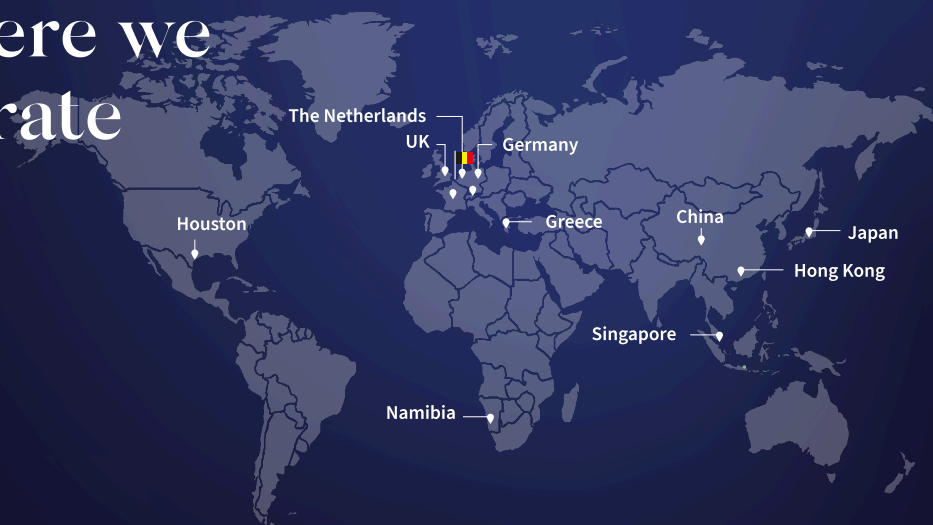 ere we
rate
The Netherlands
UK
Germany
Houston
Greece
China
Japan
Hong Kong
Singapore
Namibia